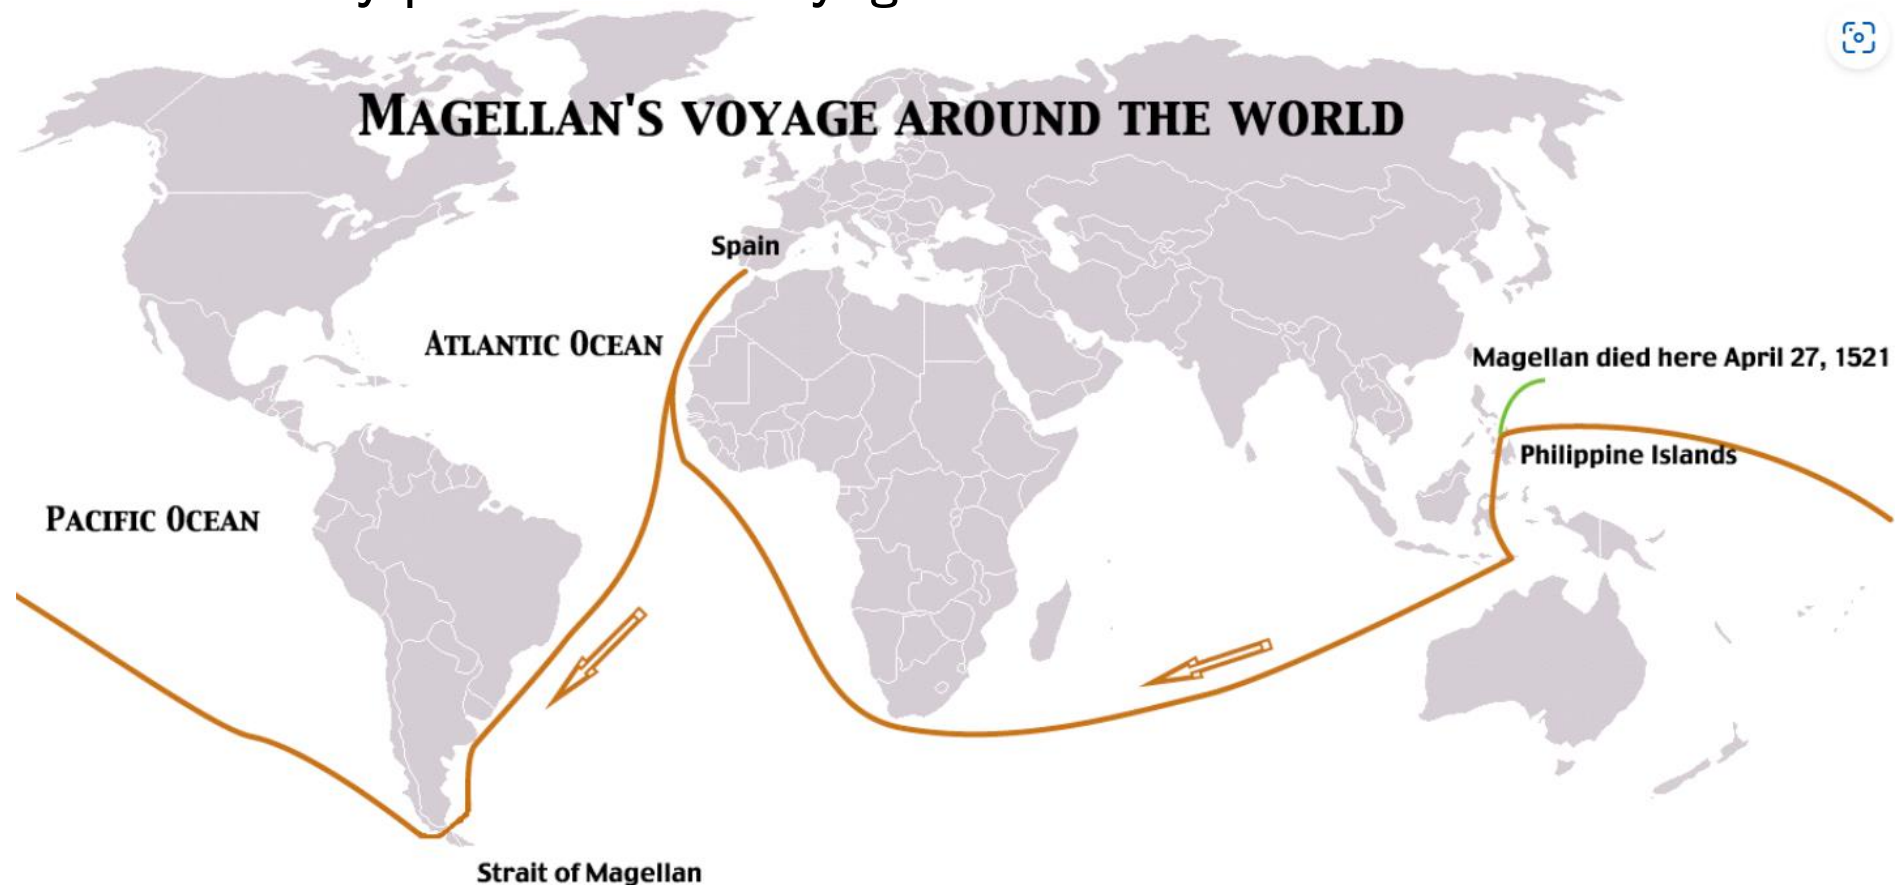 MAGELLAN'S VOYAGE AROUND THE WORLD
Spain
ATLANTIC OCEAN
Magellan died here April 27, 1521
Philippine Islands
PACIFIC OCEAN
Strait of Magellan